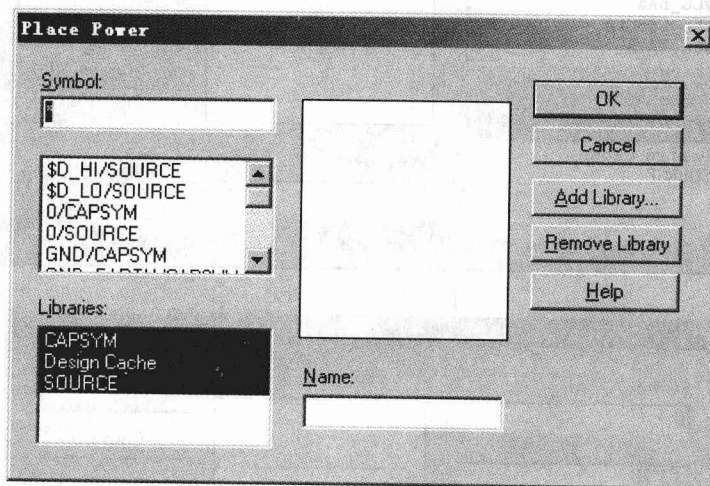 Place Power
Symbol:
*
$D_HI/SOURCE
$D_LO/SOURCE
0/CAPSYM
0/SOURCE
GND/CAPSYM
Libraries:
CAPSYM
Design Cache
SOURCE
Name:
OK
Cancel
Add Library...
Remove Library
Help